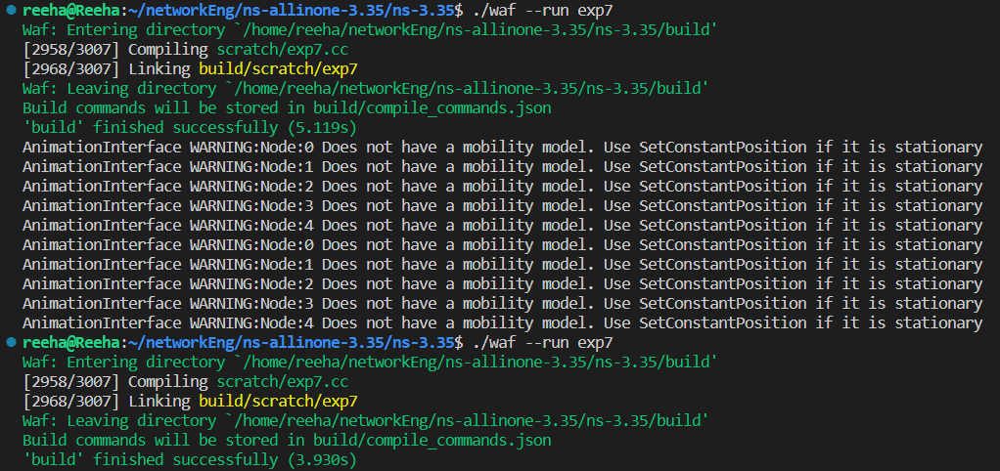 reeha@Reeha:~/networkEng/ns-allinone-3.35/ns-3.35$ ./waf --run exp7
Waf: Entering directory `/home/reeha/networkEng/ns-allinone-3.35/ns-3.35/build'
[2958/3007] Compiling scratch/exp7.cc
[2968/3007] Linking build/scratch/exp7
Waf: Leaving directory `/home/reeha/networkEng/ns-allinone-3.35/ns-3.35/build'
Build commands will be stored in build/compile_commands.json
'build' finished successfully (5.119s)
AnimationInterface WARNING:Node:0 Does not have a mobility model. Use SetConstantPosition if it is stationary
AnimationInterface WARNING:Node:1 Does not have a mobility model. Use SetConstantPosition if it is stationary
AnimationInterface WARNING:Node:2 Does not have a mobility model. Use SetConstantPosition if it is stationary
AnimationInterface WARNING:Node:3 Does not have a mobility model. Use SetConstantPosition if it is stationary
AnimationInterface WARNING:Node:4 Does not have a mobility model. Use SetConstantPosition if it is stationary
AnimationInterface WARNING:Node:0 Does not have a mobility model. Use SetConstantPosition if it is stationary
AnimationInterface WARNING:Node:1 Does not have a mobility model. Use SetConstantPosition if it is stationary
AnimationInterface WARNING:Node:2 Does not have a mobility model. Use SetConstantPosition if it is stationary
AnimationInterface WARNING:Node:3 Does not have a mobility model. Use SetConstantPosition if it is stationary
AnimationInterface WARNING:Node:4 Does not have a mobility model. Use SetConstantPosition if it is stationary
reeha@Reeha:~/networkEng/ns-allinone-3.35/ns-3.35$ ./waf --run exp7
Waf: Entering directory `/home/reeha/networkEng/ns-allinone-3.35/ns-3.35/build'
[2958/3007] Compiling scratch/exp7.cc
[2968/3007] Linking build/scratch/exp7
Waf: Leaving directory `/home/reeha/networkEng/ns-allinone-3.35/ns-3.35/build'
Build commands will be stored in build/compile_commands.json
'build' finished successfully (3.930s)